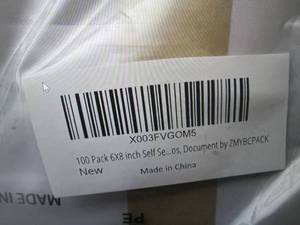 X003FVGOM5
100 Pack 6X8 inch Self Se...os, Document by ZMYBCPACK
New
Made in China
MADE IN
PE